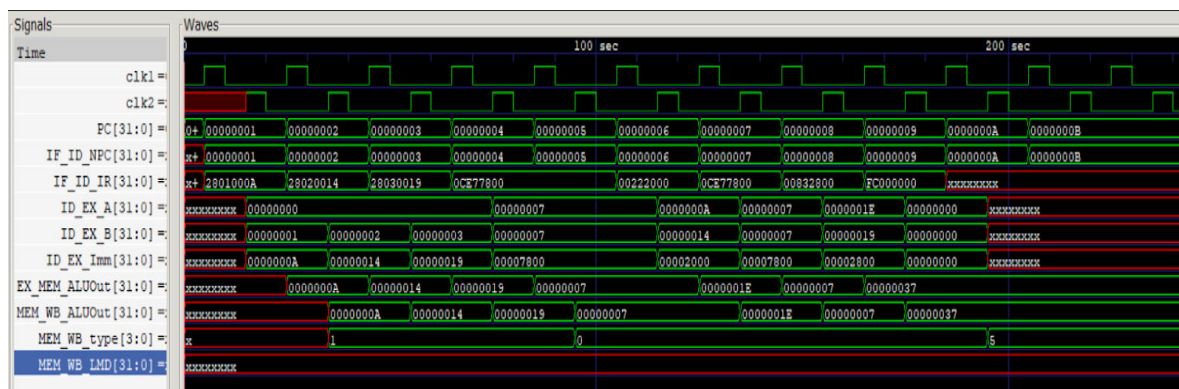 Signals Waves
Time 100 sec 200 sec
clk1=
clk2=
PC[31:0] = 0+ 00000001 00000002 00000003 00000004 00000005 00000006 00000007 00000008 00000009 0000000A 0000000B
IF_ID_NPC[31:0] = x+ 00000001 00000002 00000003 00000004 00000005 00000006 00000007 00000008 00000009 0000000A 0000000B
IF_ID_IR[31:0] = x+ 2801000A 28020014 28030019 0CE77800 00222000 0CE77800 00832800 FC000000 xxxxxxxx
ID_EX_A[31:0] = xxxxxxxx 00000000 00000007 0000000A 00000007 0000001E 00000000 xxxxxxxx
ID_EX_B[31:0] = xxxxxxxx 00000001 00000002 00000003 00000007 00000014 00000007 00000019 00000000 xxxxxxxx
ID_EX_Imm[31:0] = xxxxxxxx 0000000A 00000014 00000019 00007800 00002000 00007800 00002800 00000000 xxxxxxxx
EX_MEM_ALUOut[31:0] = xxxxxxxx 0000000A 00000014 00000019 00000007 0000001E 00000007 00000037
MEM_WB_ALUOut[31:0] = xxxxxxxx 0000000A 00000014 00000019 00000007 0000001E 00000007 00000037
MEM_WB_type[3:0] = x 1 0 5
MEM_WB_LMD[31:0] = xxxxxxxx